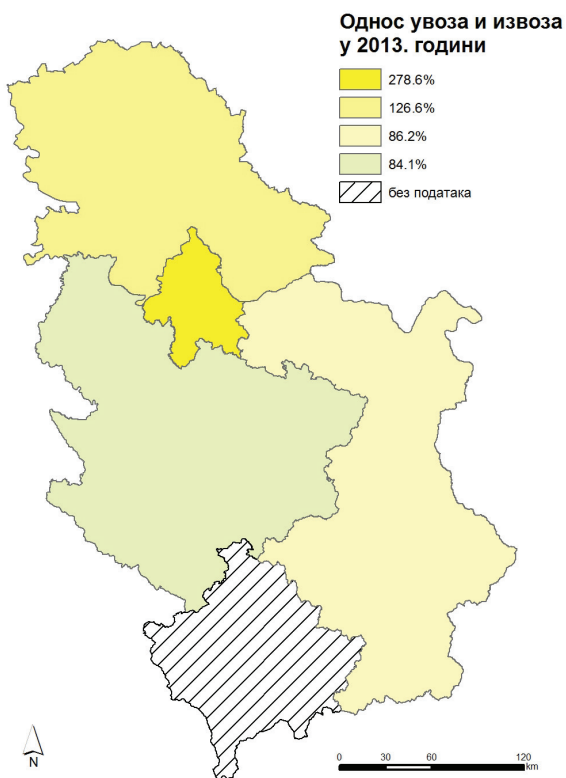 Однос увоза и извоза
у 2013. години
278.6%
126.6%
86.2%
84.1%
без података
N
0 30 60 120
km